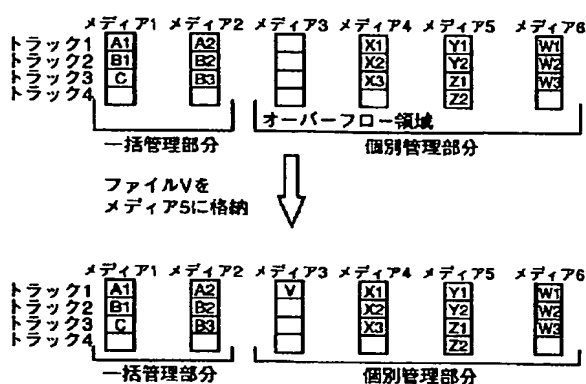 メディア1 メディア2 メディア3 メディア4 メディア5 メディア6
トラック1 A1 A2 X1 Y1 W1
トラック2 B1 B2 X2 Y2 W2
トラック3 C B3 X3 Z1 W3
トラック4 Z2
オーバーフロー領域
一括管理部分 個別管理部分
ファイルVを
メディア5に格納
メディア1 メディア2 メディア3 メディア4 メディア5 メディア6
トラック1 A1 A2 V X1 Y1 W1
トラック2 B1 B2 X2 Y2 W2
トラック3 C B3 X3 Z1 W3
トラック4 Z2
一括管理部分 個別管理部分